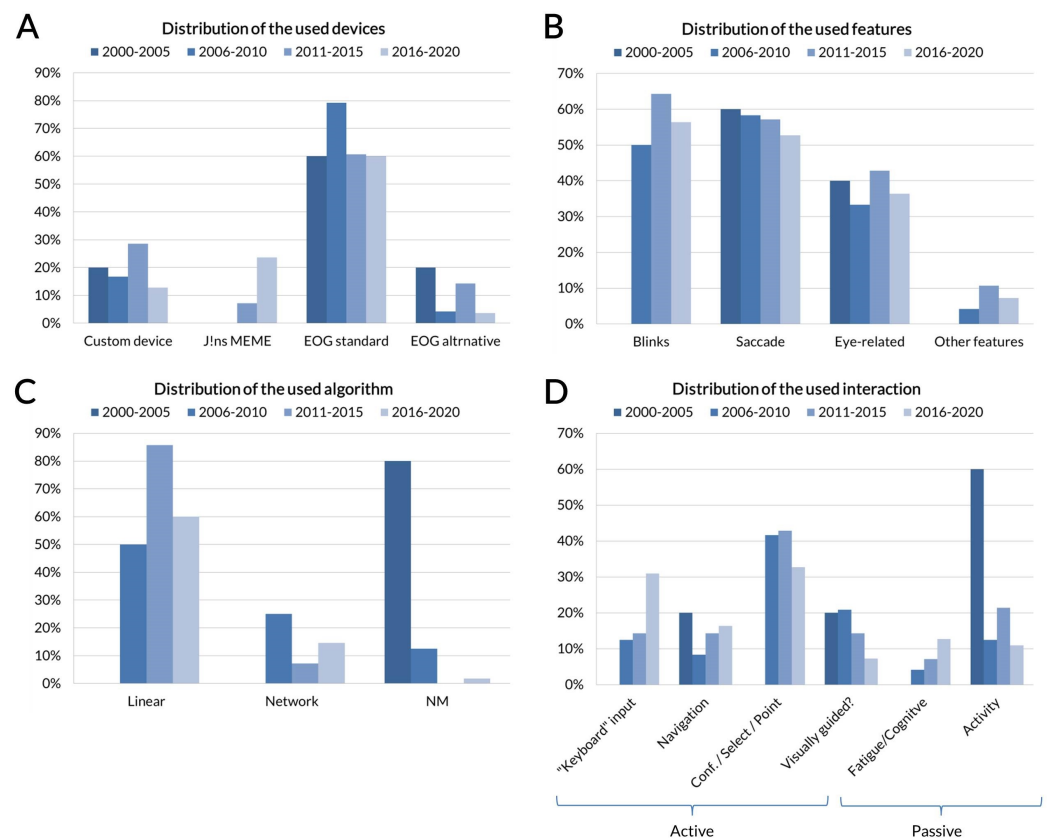 A
Distribution of the used devices
2000-2005 2006-2010 2011-2015 2016-2020
90%
80%
70%
60%
50%
40%
30%
20%
10%
0%
Custom device J!ns MEME EOG standard EOG altrnative
B
Distribution of the used features
2000-2005 2006-2010 2011-2015 2016-2020
70%
60%
50%
40%
30%
20%
10%
0%
Blinks Saccade Eye-related Other features
C
Distribution of the used algorithm
2000-2005 2006-2010 2011-2015 2016-2020
90%
80%
70%
60%
50%
40%
30%
20%
10%
0%
Linear Network NM
D
Distribution of the used interaction
2000-2005 2006-2010 2011-2015 2016-2020
70%
60%
50%
40%
30%
20%
10%
0%
"Keyboard" input
Navigation
Conf. / Select / Point
Visually guided?
Fatigue/Cognitve
Activity
Active Passive